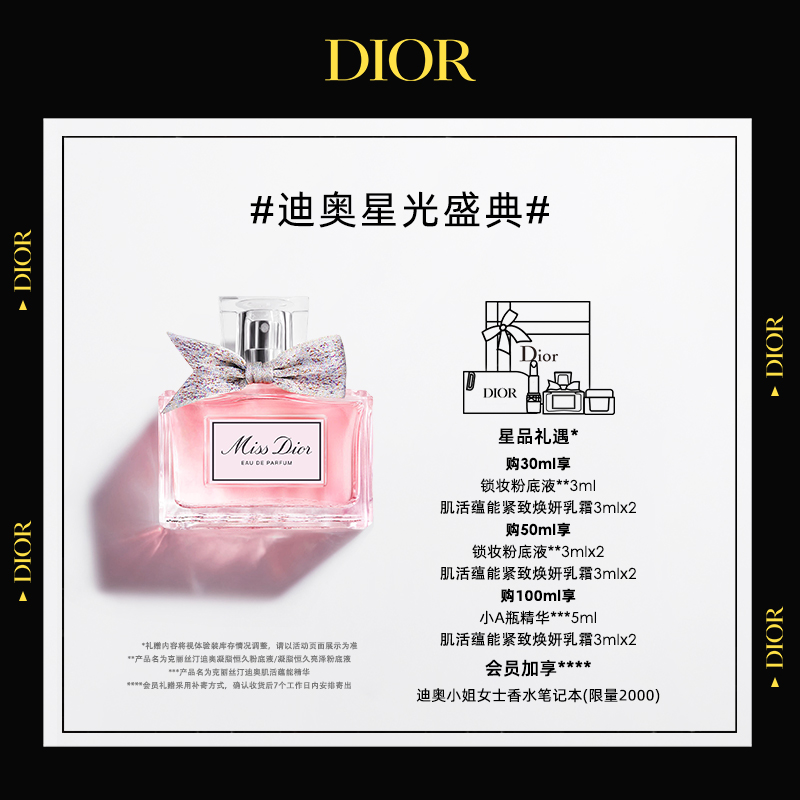 DIOR
#迪奥星光盛典#
DIOR
DIOR
DIOR
DIOR
Miss Dior
EAU DE PARFUM
Dior
DIOR
星品礼遇*
购30ml享
锁妆粉底液**3ml
肌活蕴能紧致焕妍乳霜3mlx2
购50ml享
锁妆粉底液**3mlx2
肌活蕴能紧致焕妍乳霜3mlx2
购100ml享
小A瓶精华***5ml
肌活蕴能紧致焕妍乳霜3mlx2
会员加享****
迪奥小姐女士香水笔记本(限量2000)
*礼赠内容将视体验装库存情况调整，请以活动页面展示为准
**产品名为克丽丝汀迪奥凝脂恒久粉底液/凝脂恒久亮泽粉底液
***产品名为克丽丝汀迪奥肌活蕴能精华
****会员礼赠采用补寄方式，确认收货后7个工作日内安排寄出